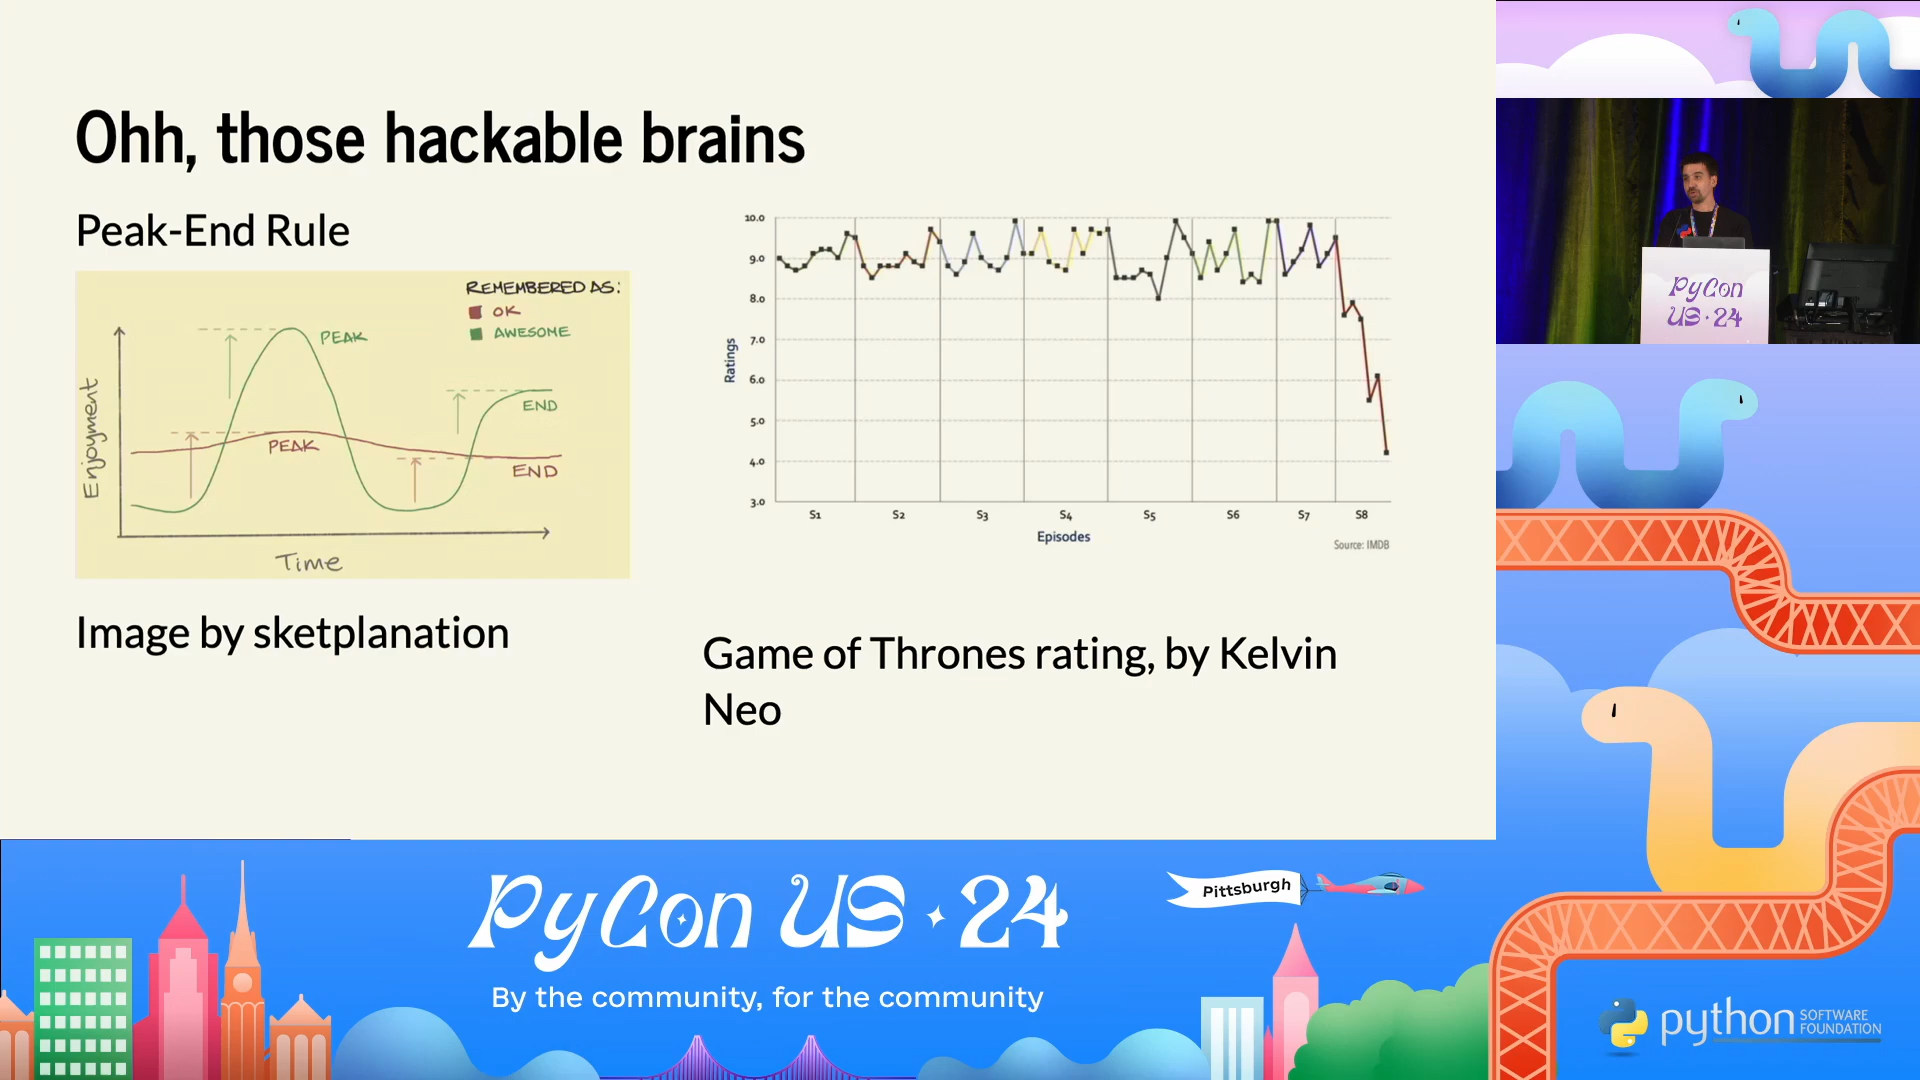 Ohh, those hackable brains
Peak-End Rule
REMEMBERED AS:
OK
AWESOME
PEAK
END
PEAK
END
Enjoyment
Time
Image by sketplanation
10.0
9.0
8.0
7.0
6.0
5.0
4.0
3.0
Ratings
S1 S2 S3 S4 S5 S6 S7 S8
Episodes
Source: IMDB
Game of Thrones rating, by Kelvin
Neo
PyCon
US · 24
PyCon US · 24
By the community, for the community
Pittsburgh
python SOFTWARE
FOUNDATION